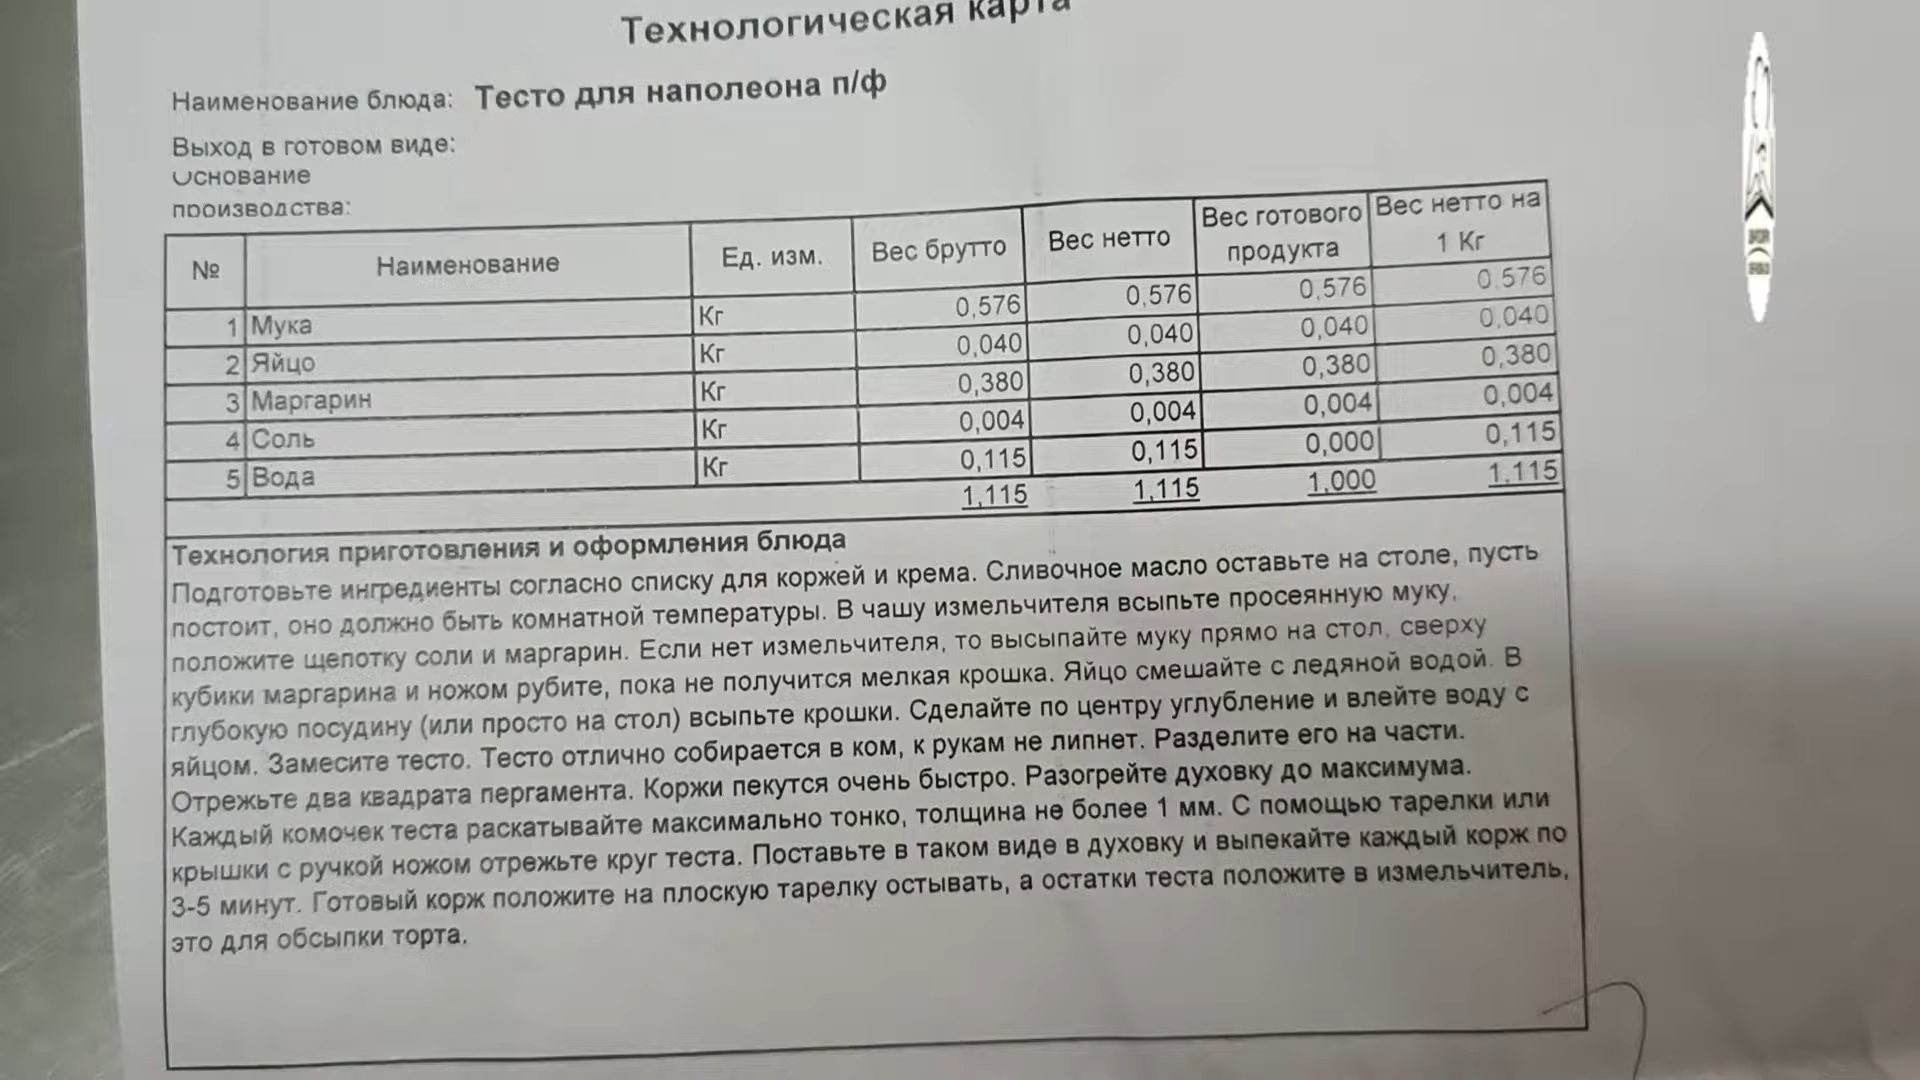 Технологическая карта
Наименование блюда: Тесто для наполеона п/ф
Выход в готовом виде:
Основание
производства:
№ Наименование Ед. изм. Вес брутто Вес нетто Вес готового продукта Вес нетто на 1 Кг
1 Мука Кг 0,576 0,576 0,576 0,576
2 Яйцо Кг 0,040 0,040 0,040 0,040
3 Маргарин Кг 0,380 0,380 0,380 0,380
4 Соль Кг 0,004 0,004 0,004 0,004
5 Вода Кг 0,115 0,115 0,000 0,115
1,115 1,115 1,000 1,115
Технология приготовления и оформления блюда
Подготовьте ингредиенты согласно списку для коржей и крема. Сливочное масло оставьте на столе, пусть
постоит, оно должно быть комнатной температуры. В чашу измельчителя всыпьте просеянную муку,
положите щепотку соли и маргарин. Если нет измельчителя, то высыпайте муку прямо на стол, сверху
кубики маргарина и ножом рубите, пока не получится мелкая крошка. Яйцо смешайте с ледяной водой. В
глубокую посудину (или просто на стол) всыпьте крошки. Сделайте по центру углубление и влейте воду с
яйцом. Замесите тесто. Тесто отлично собирается в ком, к рукам не липнет. Разделите его на части.
Отрежьте два квадрата пергамента. Коржи пекутся очень быстро. Разогрейте духовку до максимума.
Каждый комочек теста раскатывайте максимально тонко, толщина не более 1 мм. С помощью тарелки или
крышки с ручкой ножом отрежьте круг теста. Поставьте в таком виде в духовку и выпекайте каждый корж по
3-5 минут. Готовый корж положите на плоскую тарелку остывать, а остатки теста положите в измельчитель,
это для обсыпки торта.